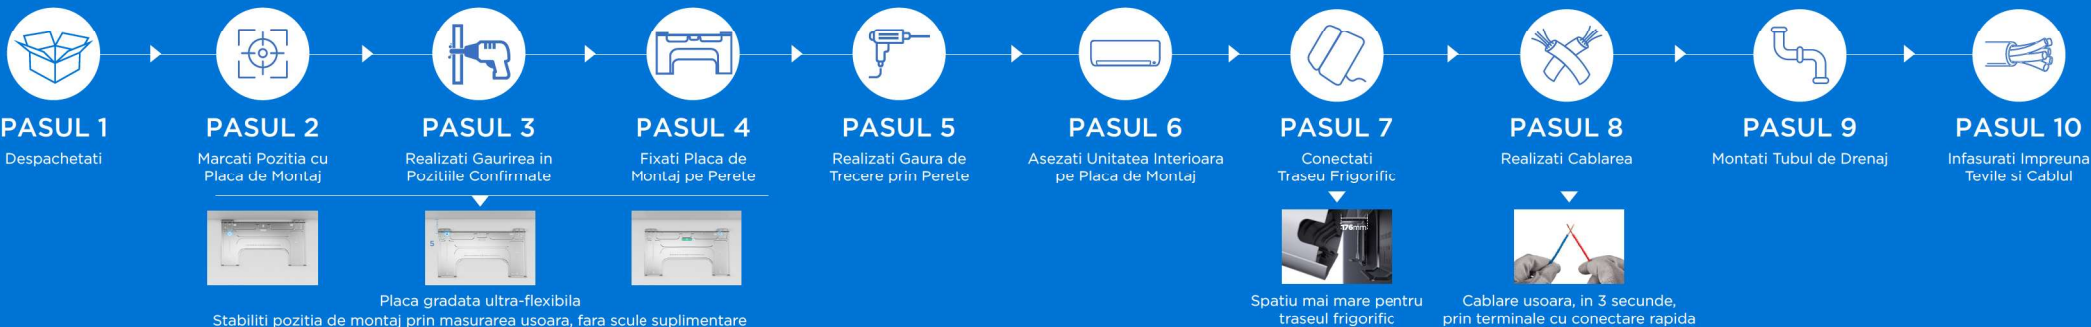 PASUL 1
Despachetati
PASUL 2
Marcati Pozitia cu
Placa de Montaj
PASUL 3
Realizati Gaurirea in
Pozitiile Confirmate
PASUL 4
Fixati Placa de
Montaj pe Perete
PASUL 5
Realizati Gaura de
Trecere prin Perete
PASUL 6
Asezati Unitatea Interioara
pe Placa de Montaj
PASUL 7
Conectati
Traseu Frigorific
PASUL 8
Realizati Cablarea
PASUL 9
Montati Tubul de Drenaj
PASUL 10
Infasurati Impreuna
Tevile si Cablul
Placa gradata ultra-flexibila
Stabiliti pozitia de montaj prin masurarea usoara, fara scule suplimentare
176mm
Spatiu mai mare pentru
traseul frigorific
Cablare usoara, in 3 secunde,
prin terminale cu conectare rapida